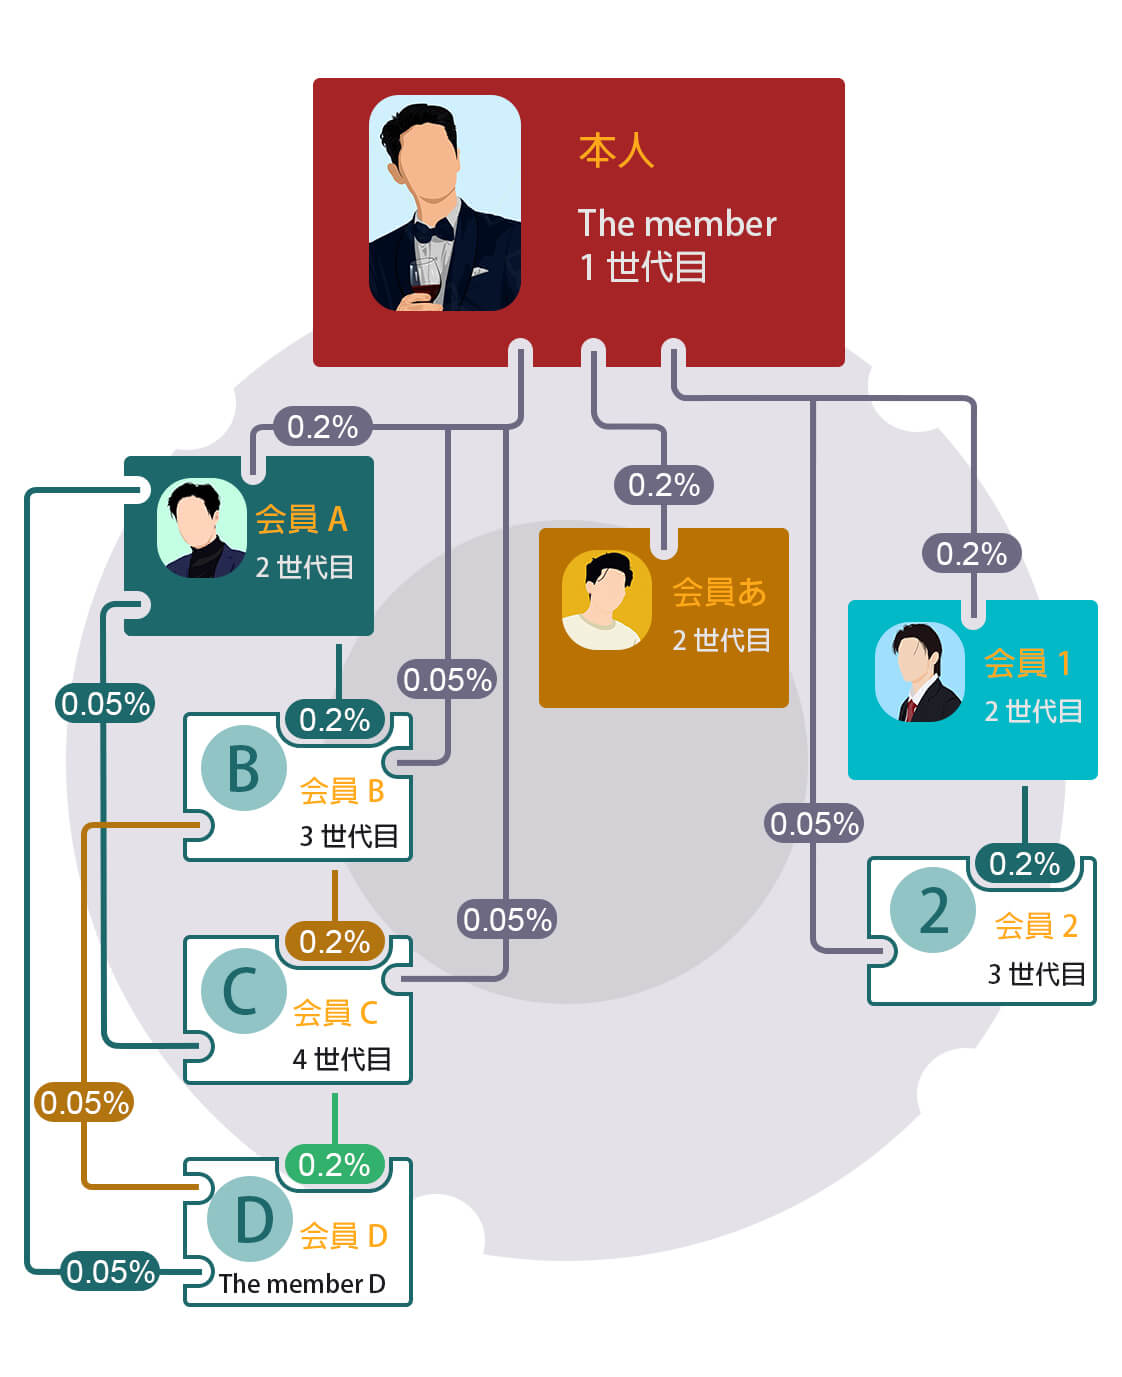 本人
The member
1 世代目
0.2%
会員 A
2 世代目
0.2%
会員あ
2 世代目
0.2%
会員 1
2 世代目
0.05%
0.05%
0.2%
B
会員 B
3 世代目
0.05%
0.2%
2
会員 2
3 世代目
0.05%
0.2%
C
会員 C
4 世代目
0.05%
0.2%
D
会員 D
The member D
0.05%